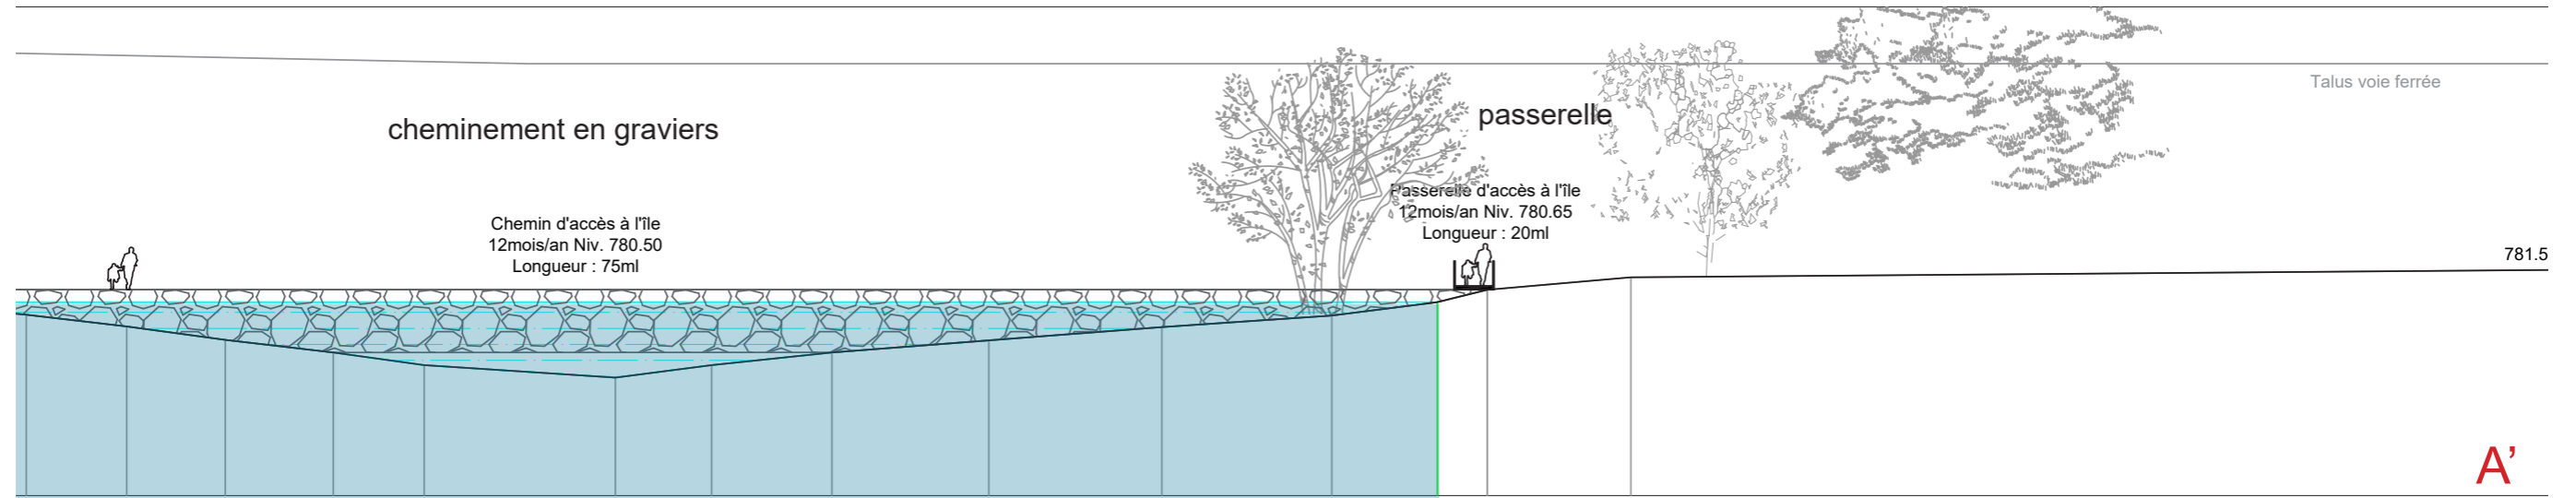 Talus voie ferrée
cheminement en graviers
passerelle
Chemin d'accès à l'île
12mois/an Niv. 780.50
Longueur : 75ml
Passerelle d'accès à l'île
12mois/an Niv. 780.65
Longueur : 20ml
781.5
A’